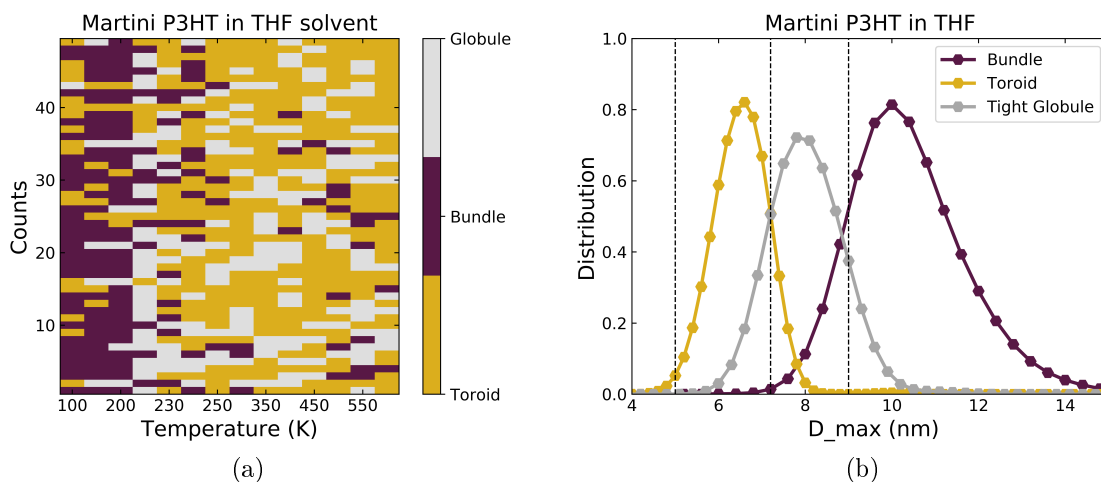 Martini P3HT in THF solvent
Counts
40
30
20
10
100 200 230 250 350 450 550
Temperature (K)
Globule
Bundle
Toroid
(a)
Martini P3HT in THF
Distribution
1.0
0.8
0.6
0.4
0.2
0.0
4 6 8 10 12 14
D_max (nm)
Bundle
Toroid
Tight Globule
(b)